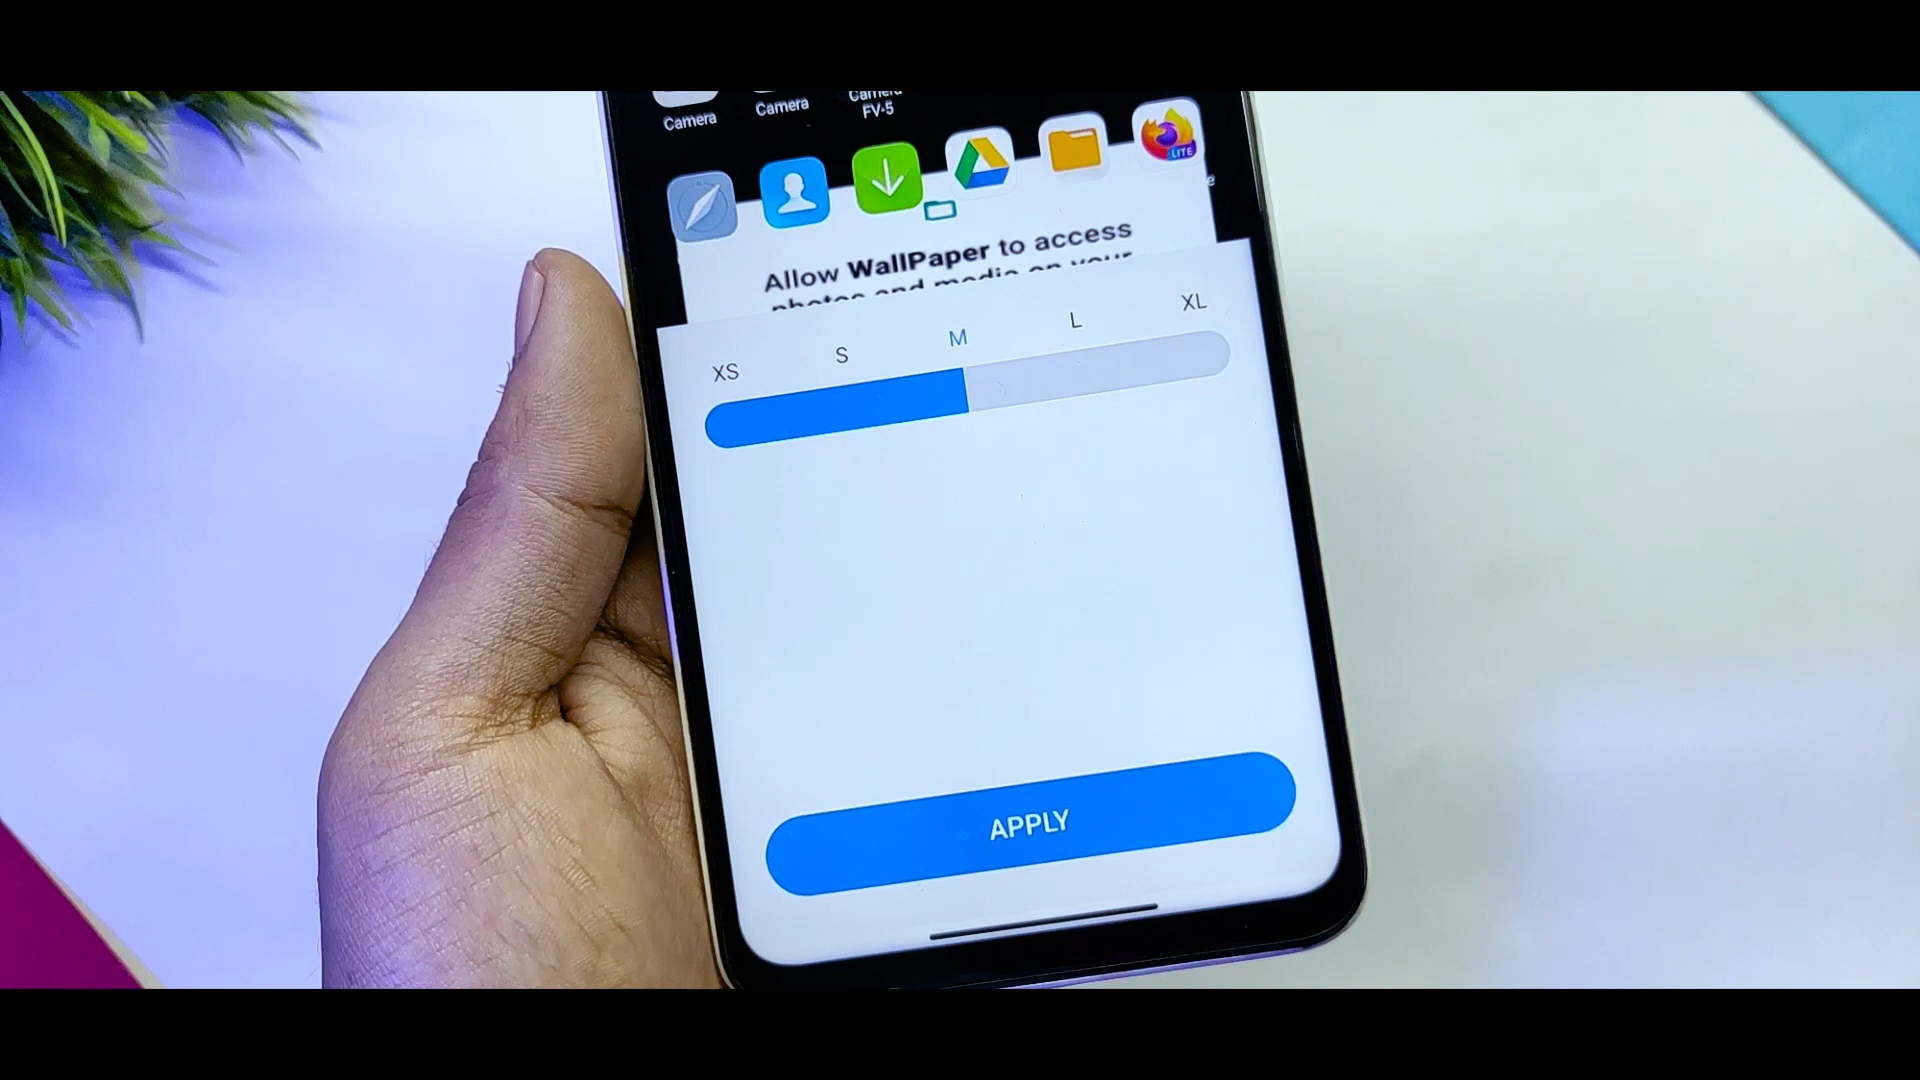 Camera
Camera
Camera
FV-5
LITE
e
Allow WallPaper to access
photos and media on your
XS
S
M
L
XL
APPLY